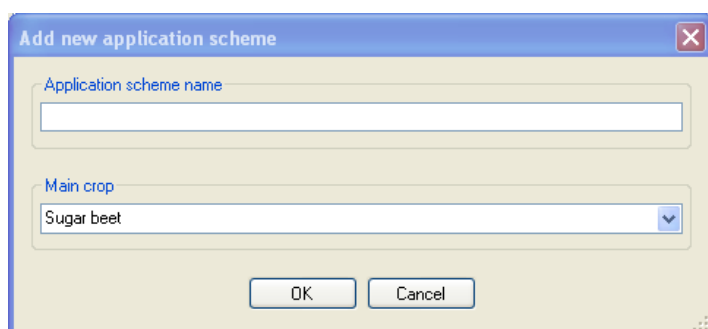 Add new application scheme
Application scheme name
Main crop
Sugar beet
OK Cancel